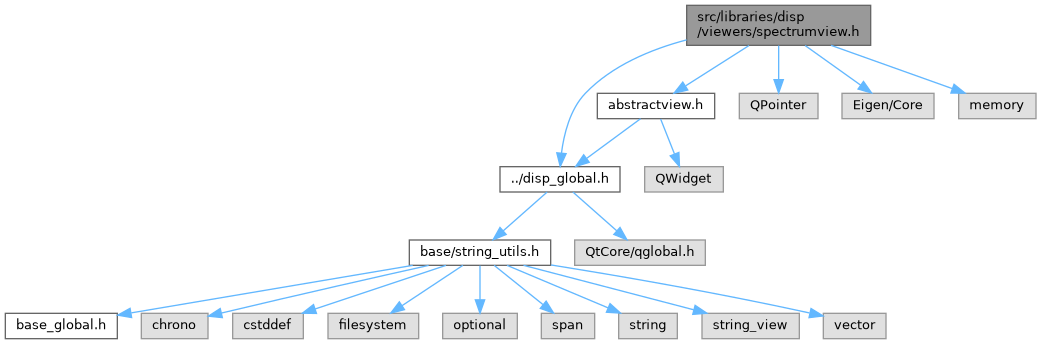 src/libraries/disp
/viewers/spectrumview.h
abstractview.h
QPointer
Eigen/Core
memory
../disp_global.h
QWidget
base/string_utils.h
QtCore/qglobal.h
base_global.h
chrono
cstddef
filesystem
optional
span
string
string_view
vector